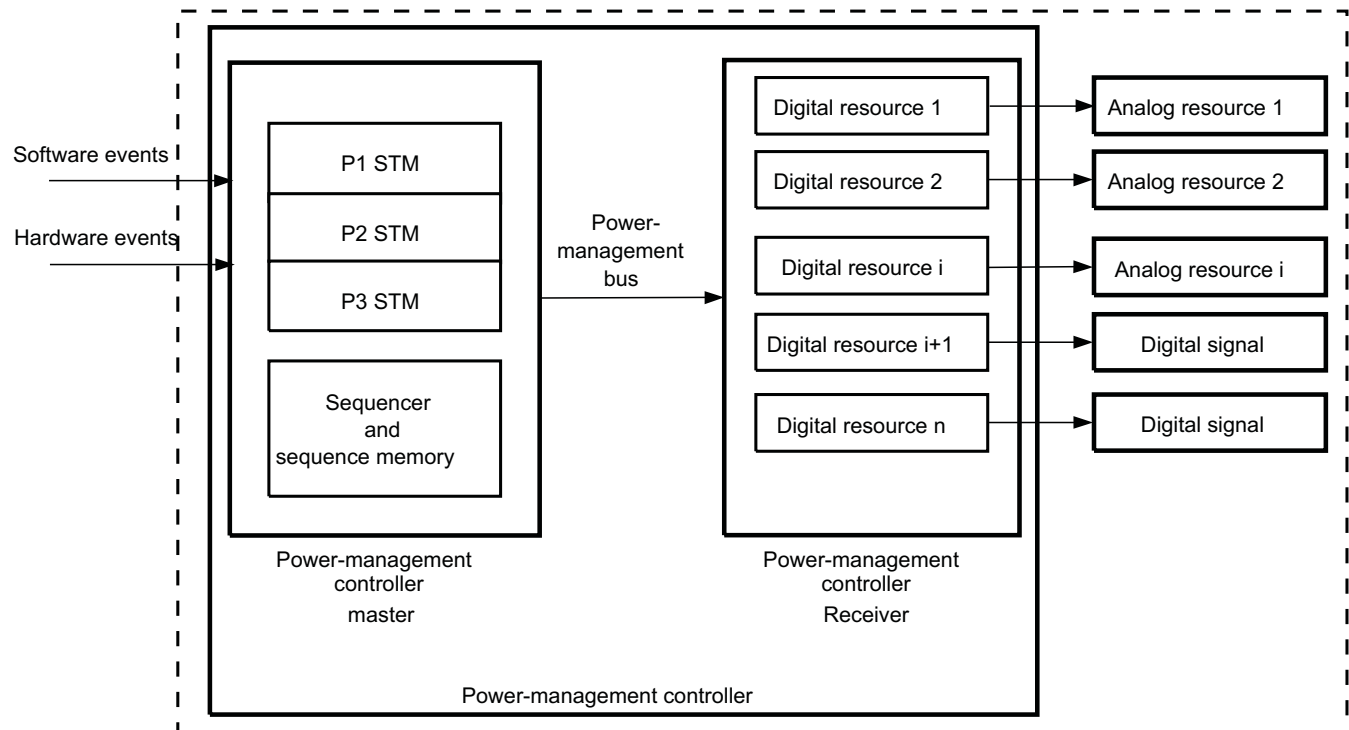 Software events
Hardware events
P1 STM
P2 STM
P3 STM
Sequencer
and
sequence memory
Power-management
controller
master
Power-
management
bus
Digital resource 1
Digital resource 2
Digital resource i
Digital resource i+1
Digital resource n
Power-management
controller
Receiver
Analog resource 1
Analog resource 2
Analog resource i
Digital signal
Digital signal
Power-management controller